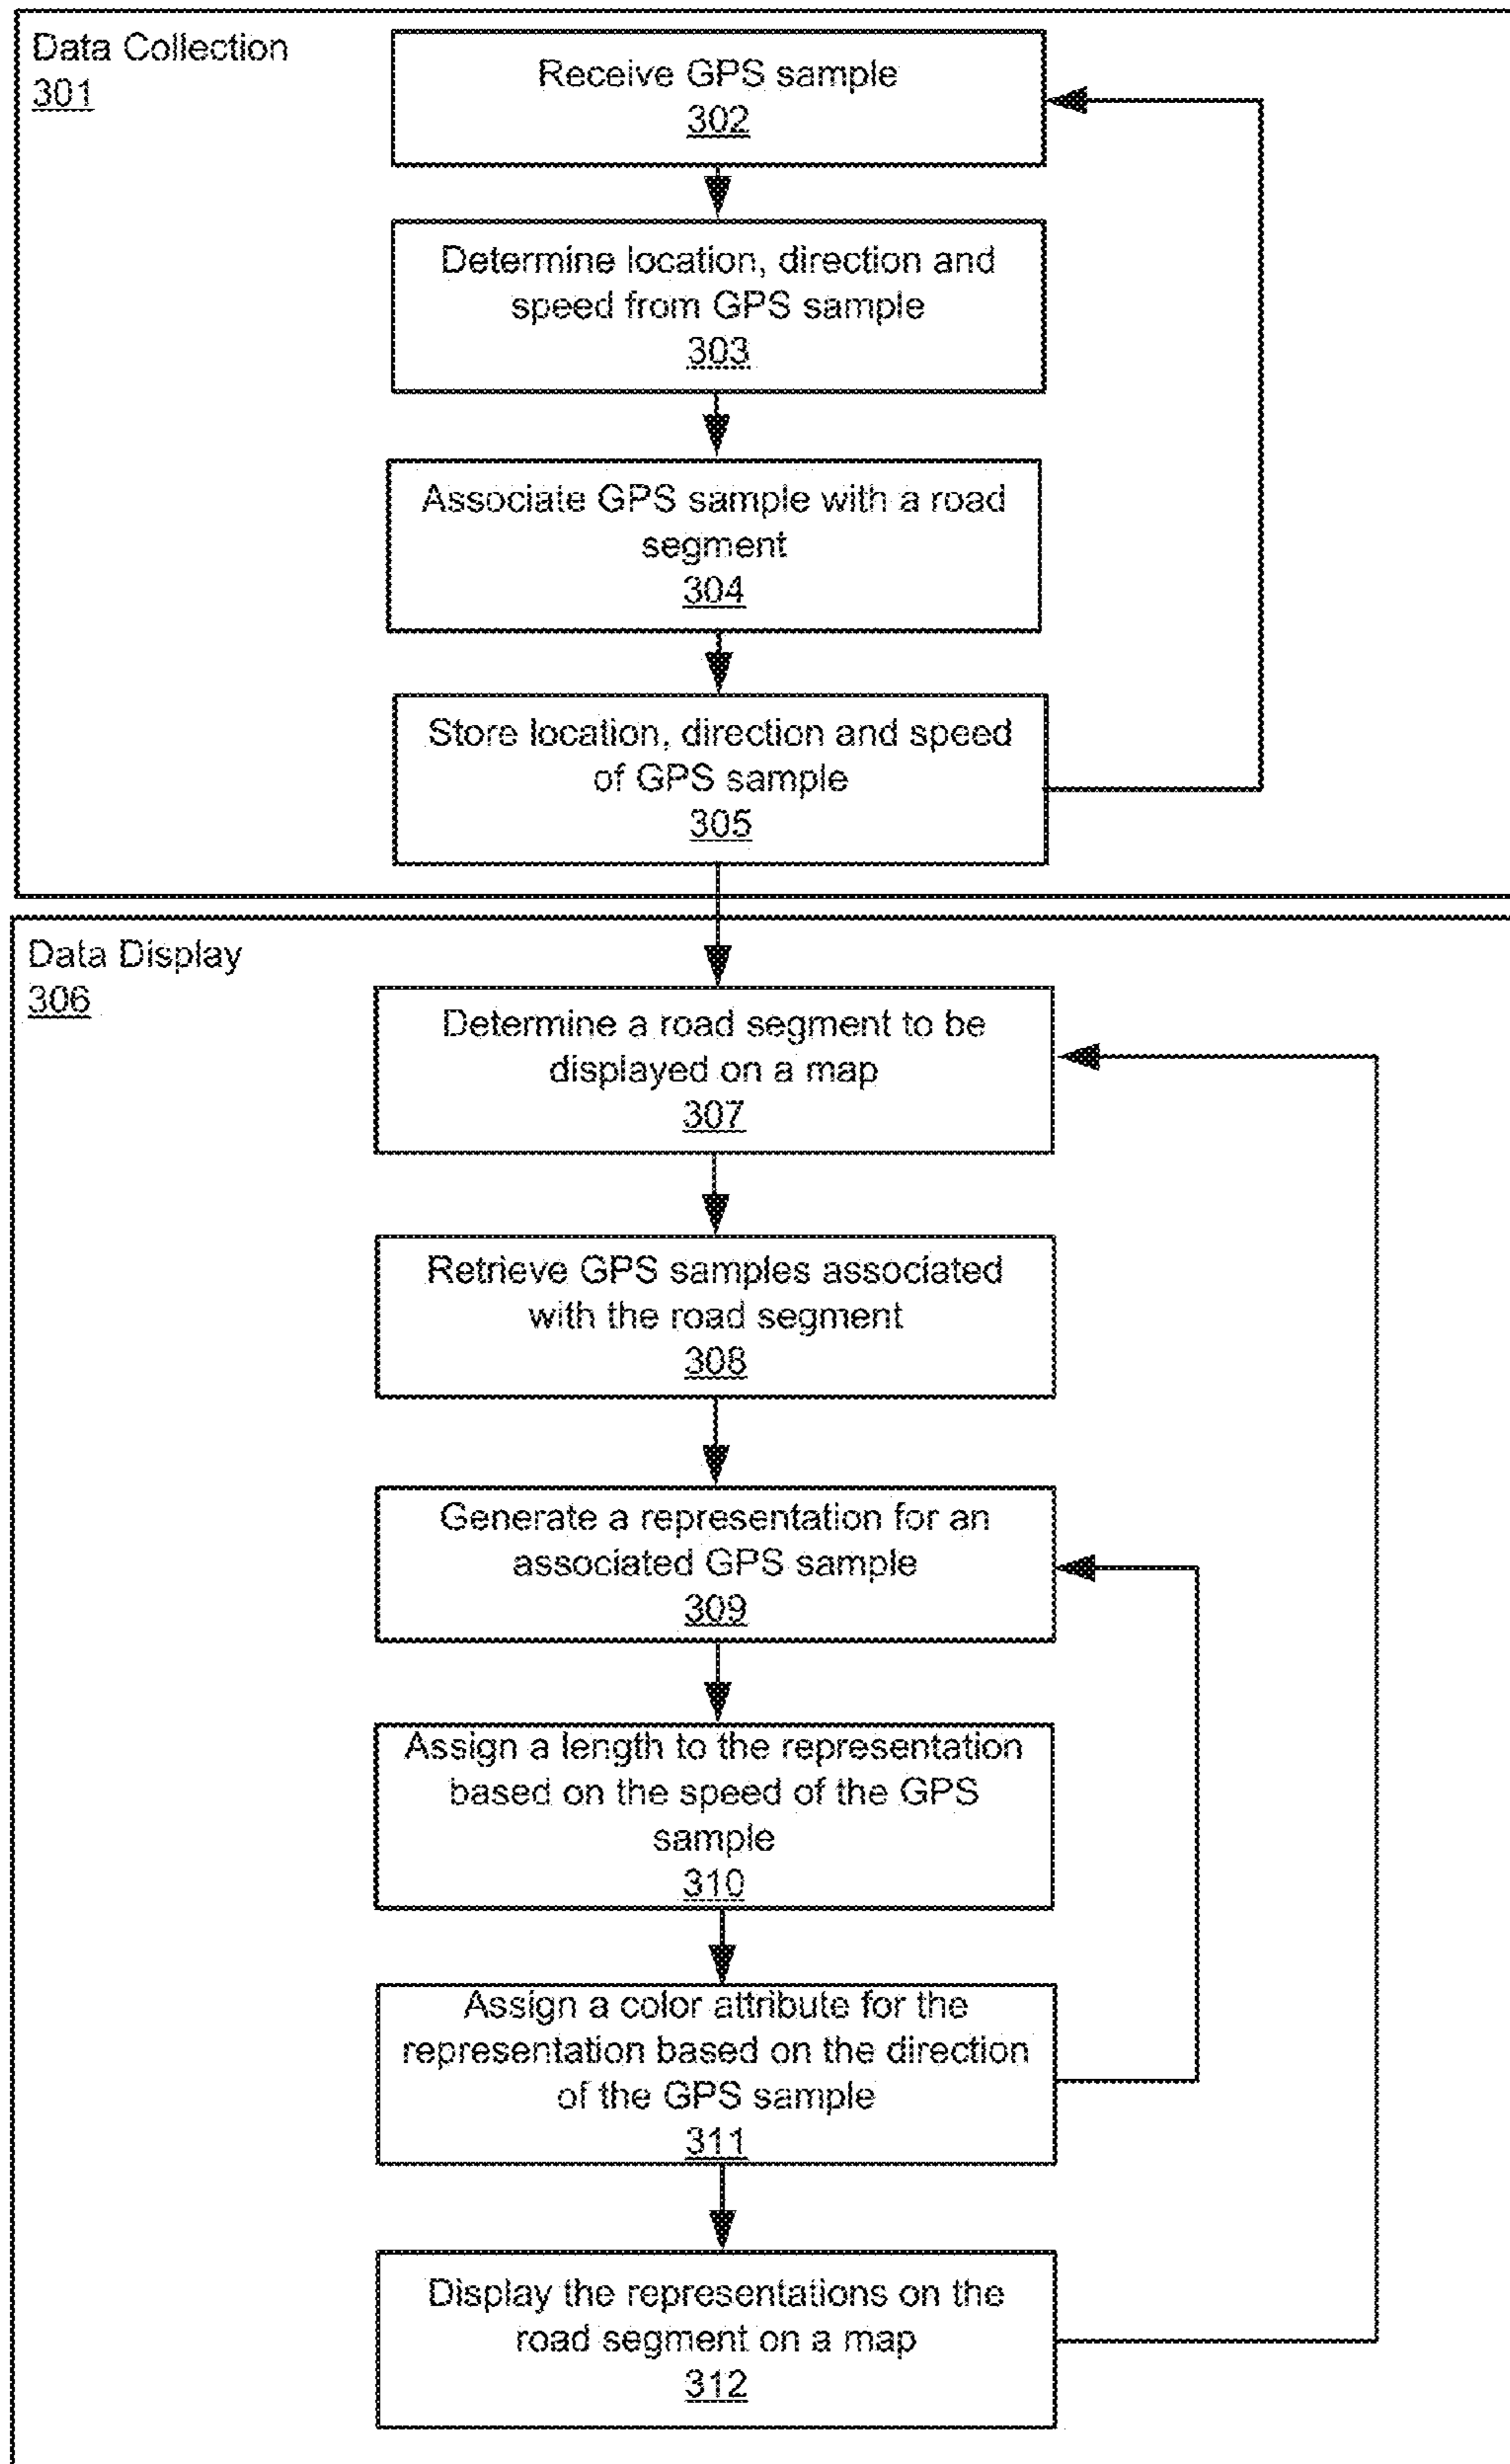 Data Collection
301
Receive GPS sample
302
Determine location, direction and
speed from GPS sample
303
Associate GPS sample with a road
segment
304
Store location, direction and speed
of GPS sample
305
Data Display
306
Determine a road segment to be
displayed on a map
307
Retrieve GPS samples associated
with the road segment
308
Generate a representation for an
associated GPS sample
309
Assign a length to the representation
based on the speed of the GPS
sample
310
Assign a color attribute for the
representation based on the direction
of the GPS sample
311
Display the representations on the
road segment on a map
312